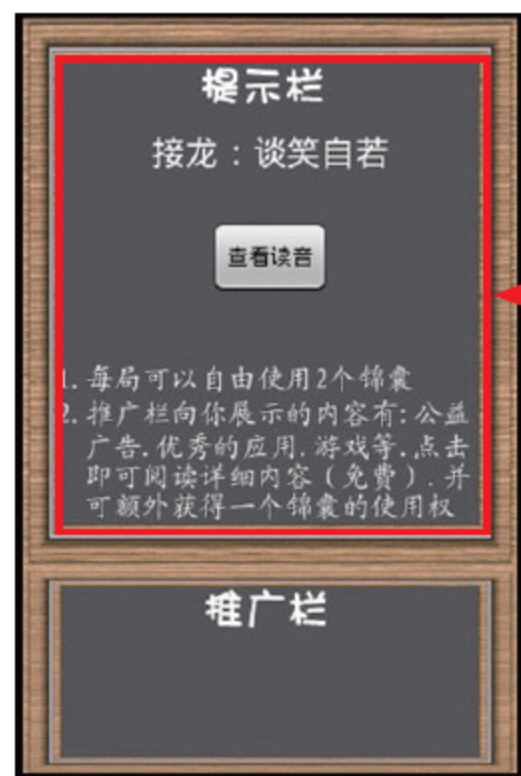 提示栏
接龙：谈笑自若
查看读音
1. 每局可以自由使用2个锦囊
2. 推广栏向你展示的内容有:公益
广告.优秀的应用.游戏等.点击
即可阅读详细内容（免费）.并
可额外获得一个锦囊的使用权
推广栏